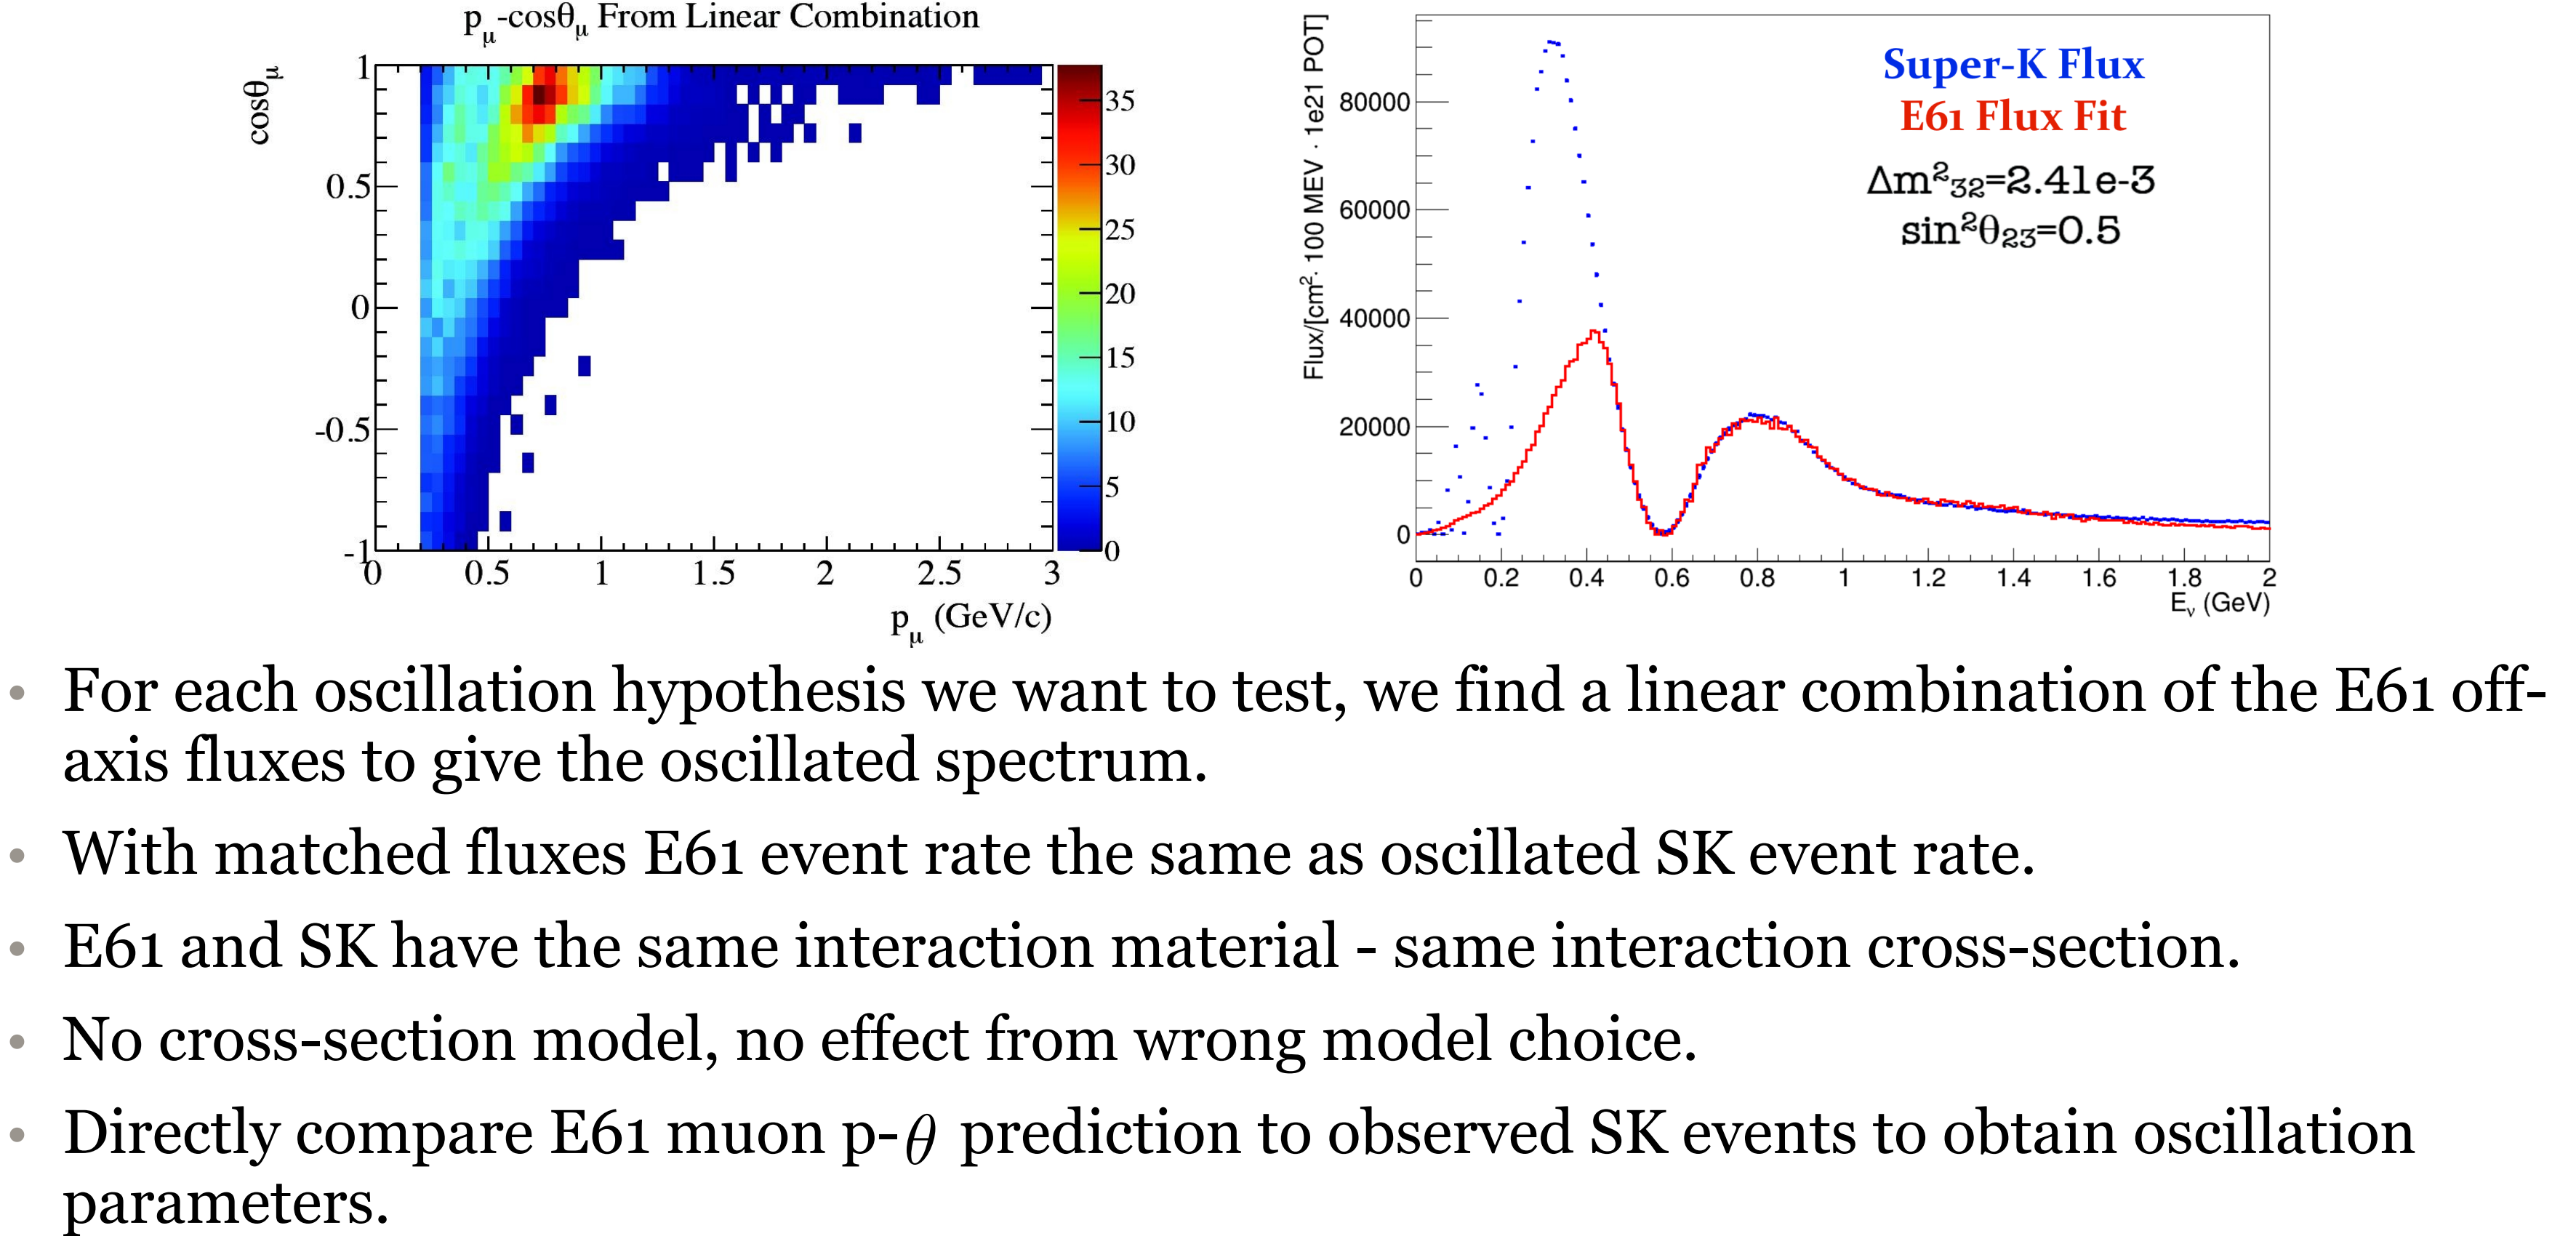 p_μ-cosθ_μ From Linear Combination
cosθ_μ
1
0.5
0
-0.5
-1
0 0.5 1 1.5 2 2.5 3
p_μ (GeV/c)
35
30
25
20
15
10
5
0
Flux/[cm²· 100 MEV · 1e21 POT]
80000
60000
40000
20000
0
0 0.2 0.4 0.6 0.8 1 1.2 1.4 1.6 1.8 2
E_ν (GeV)
Super-K Flux
E61 Flux Fit
Δm²₃₂=2.41e-3
sin²θ₂₃=0.5
• For each oscillation hypothesis we want to test, we find a linear combination of the E61 off-
axis fluxes to give the oscillated spectrum.
• With matched fluxes E61 event rate the same as oscillated SK event rate.
• E61 and SK have the same interaction material - same interaction cross-section.
• No cross-section model, no effect from wrong model choice.
• Directly compare E61 muon p-θ prediction to observed SK events to obtain oscillation
parameters.